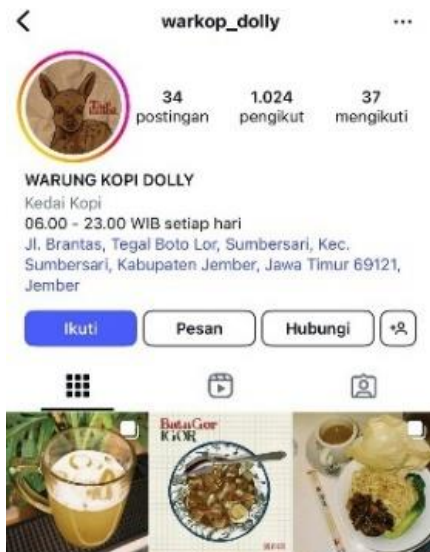 warkop_dolly
34 1.024 37
postingan pengikut mengikuti
WARUNG KOPI DOLLY
Kedai Kopi
06.00 - 23.00 WIB setiap hari
Jl. Brantas, Tegal Boto Lor, Sumbersari, Kec.
Sumbersari, Kabupaten Jember, Jawa Timur 69121,
Jember
Ikuti Pesan Hubungi
BataGor
IGOR